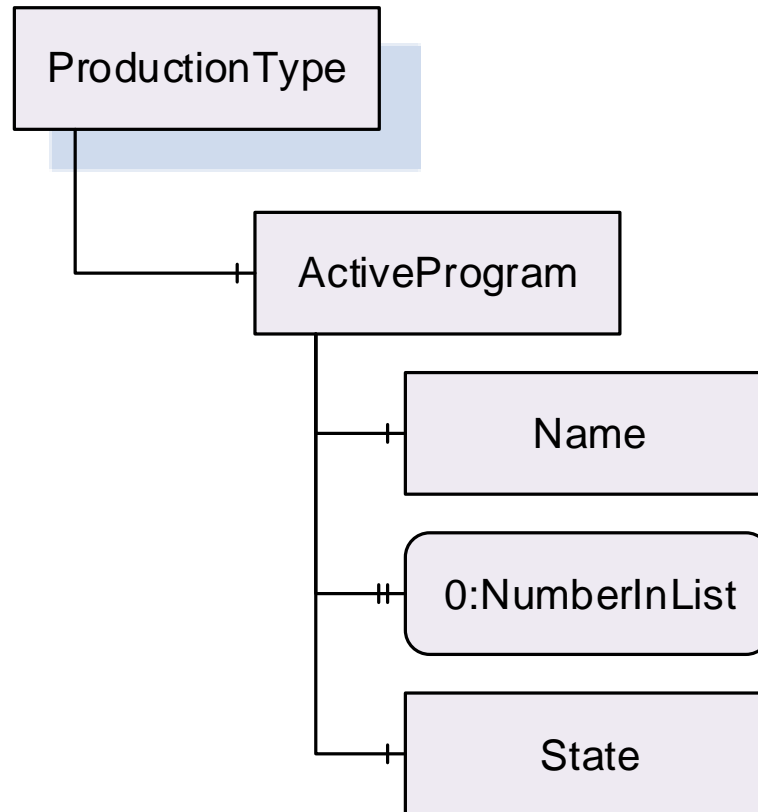 ProductionType
ActiveProgram
Name
0:NumberInList
State